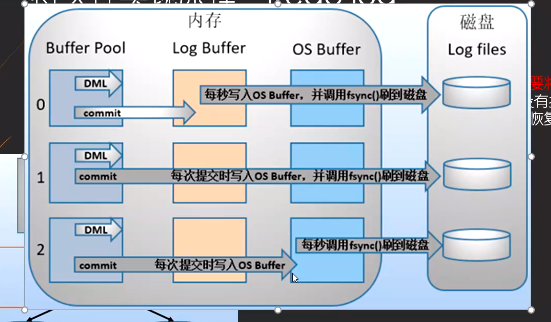 内存
磁盘
Buffer Pool
Log Buffer
OS Buffer
Log files
0
DML
commit
每秒写入OS Buffer，并调用fsync()刷到磁盘
1
DML
commit
每次提交时写入OS Buffer，并调用fsync()刷到磁盘
2
DML
commit
每次提交时写入OS Buffer
每秒调用fsync()刷到磁盘
要
恢复